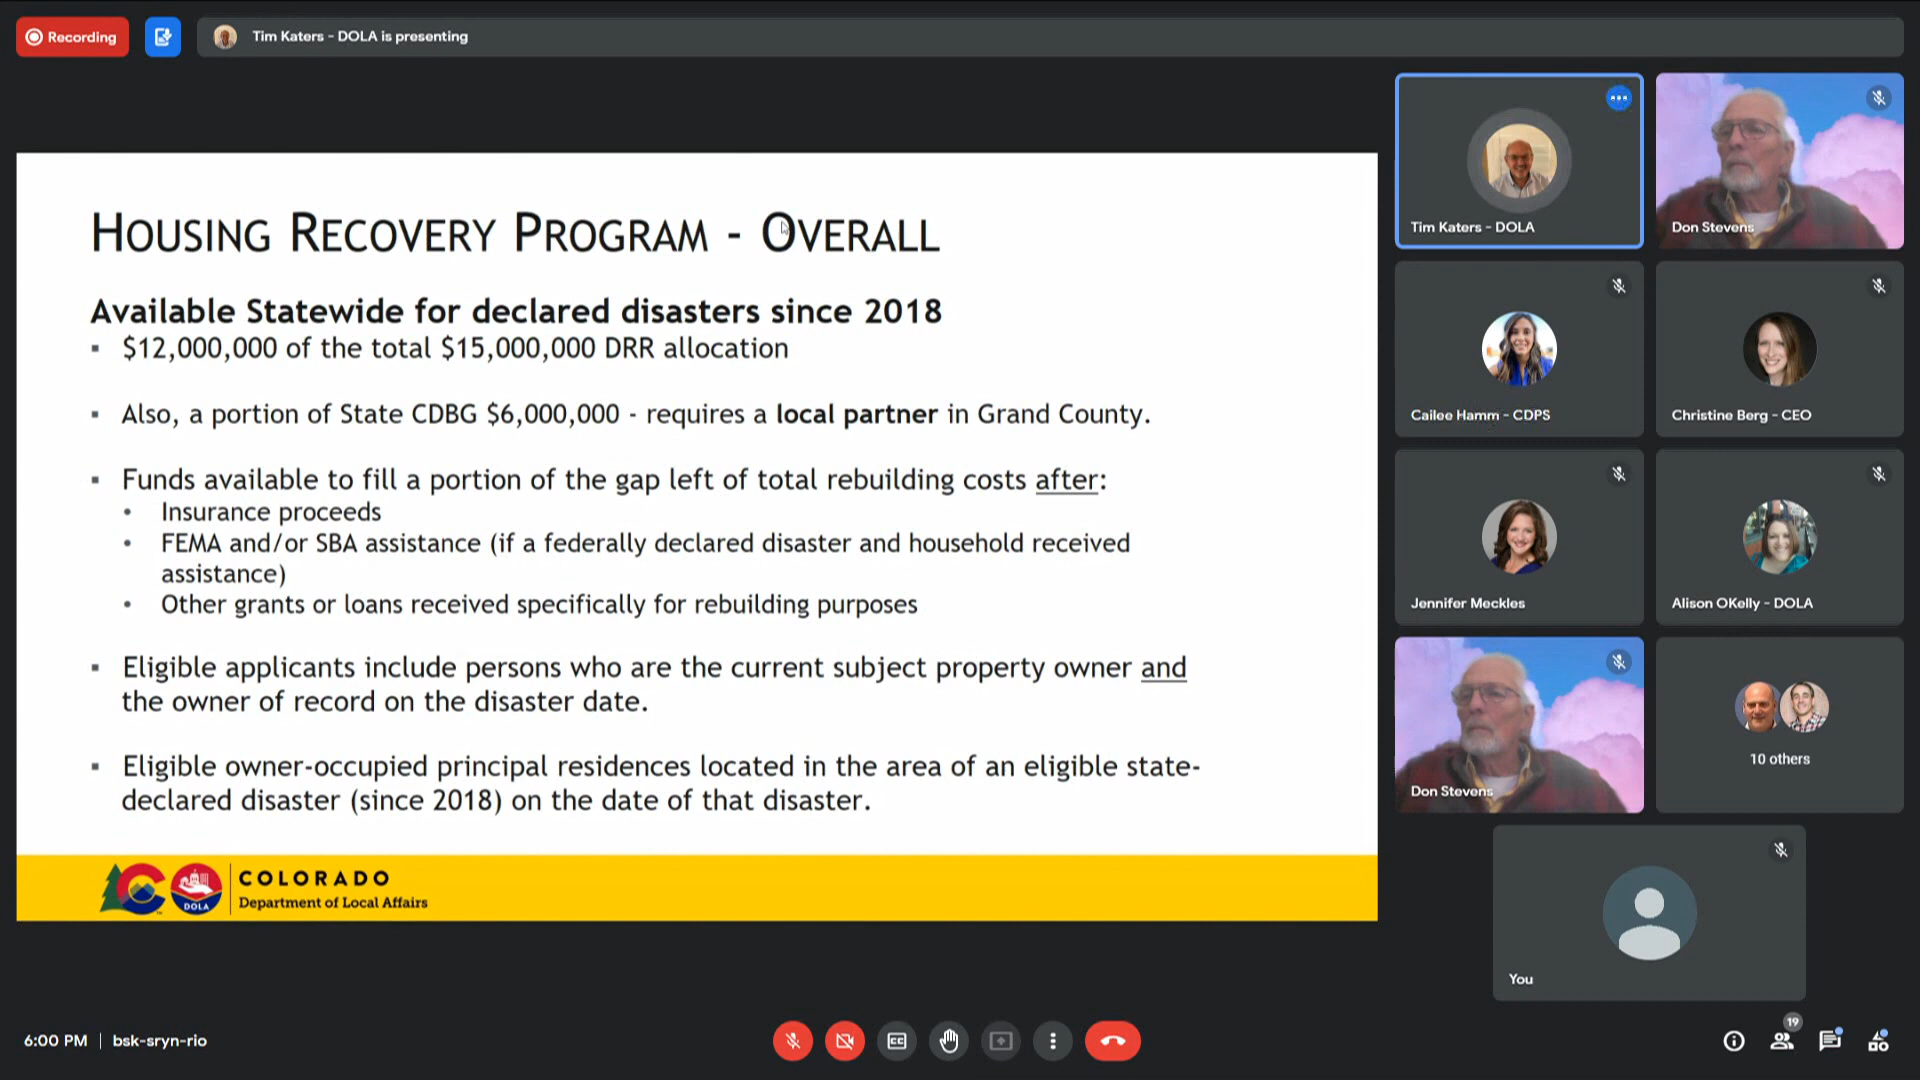 Recording
Tim Katers - DOLA is presenting
HOUSING RECOVERY PROGRAM - OVERALL
Available Statewide for declared disasters since 2018
▪ $12,000,000 of the total $15,000,000 DRR allocation
▪ Also, a portion of State CDBG $6,000,000 - requires a local partner in Grand County.
▪ Funds available to fill a portion of the gap left of total rebuilding costs after:
• Insurance proceeds
• FEMA and/or SBA assistance (if a federally declared disaster and household received
assistance)
• Other grants or loans received specifically for rebuilding purposes
▪ Eligible applicants include persons who are the current subject property owner and
the owner of record on the disaster date.
▪ Eligible owner-occupied principal residences located in the area of an eligible state-
declared disaster (since 2018) on the date of that disaster.
DOLA
COLORADO
Department of Local Affairs
Tim Katers - DOLA
Don Stevens
Cailee Hamm - CDPS
Christine Berg - CEO
Jennifer Meckles
Alison OKelly - DOLA
Don Stevens
10 others
You
6:00 PM | bsk-sryn-rio
CC
19